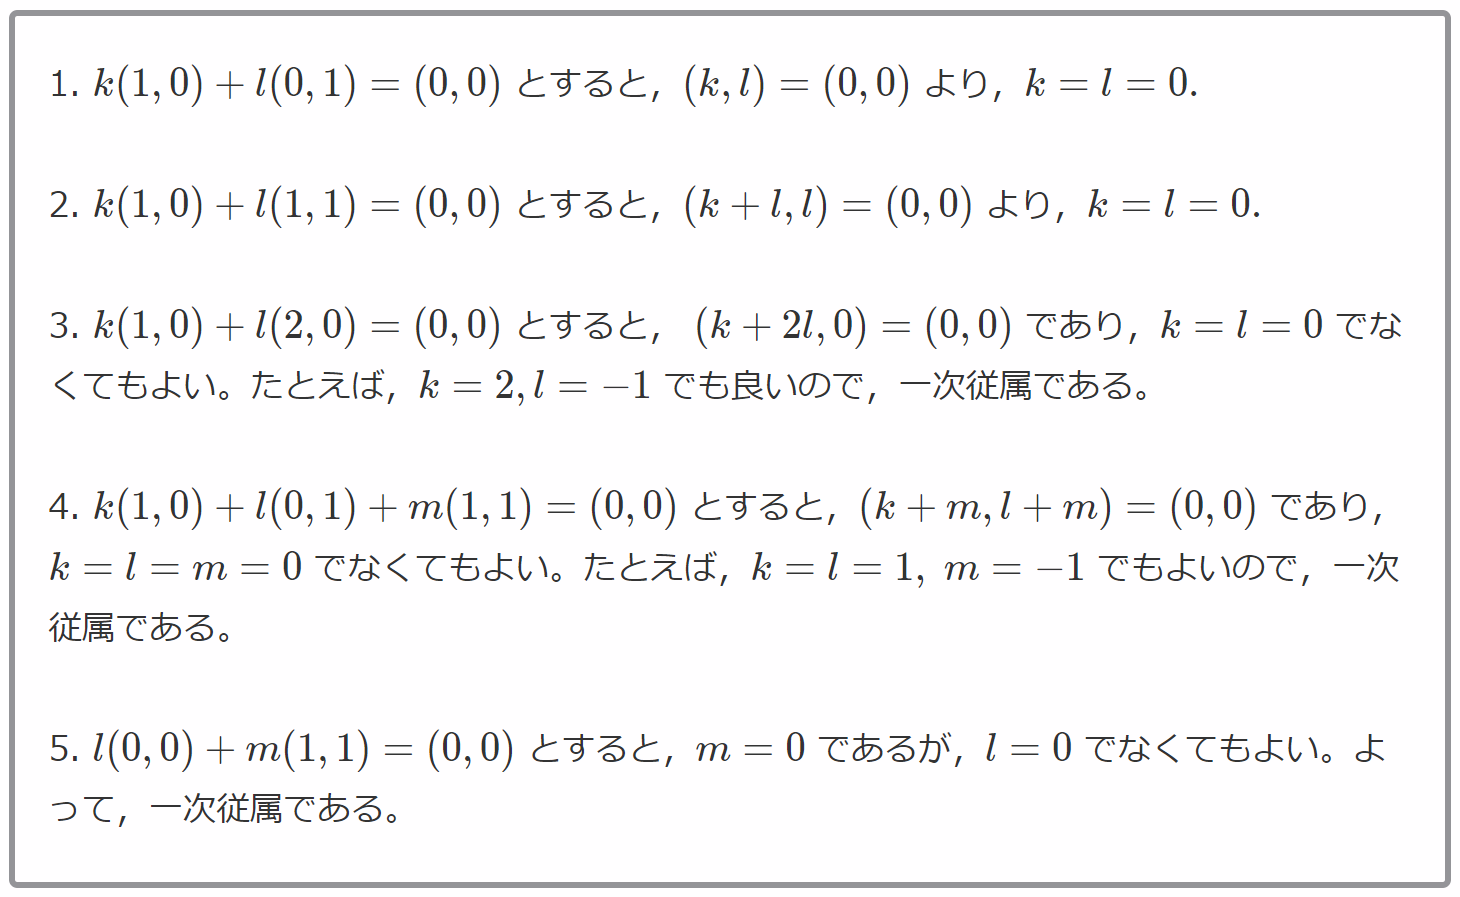 1. k(1, 0) + l(0, 1) = (0, 0) とすると，(k, l) = (0, 0) より，k = l = 0.
2. k(1, 0) + l(1, 1) = (0, 0) とすると，(k + l, l) = (0, 0) より，k = l = 0.
3. k(1, 0) + l(2, 0) = (0, 0) とすると， (k + 2l, 0) = (0, 0) であり，k = l = 0 でな
くてもよい。たとえば，k = 2, l = −1 でも良いので，一次従属である。
4. k(1, 0) + l(0, 1) + m(1, 1) = (0, 0) とすると，(k + m, l + m) = (0, 0) であり，
k = l = m = 0 でなくてもよい。たとえば，k = l = 1, m = −1 でもよいので，一次
従属である。
5. l(0, 0) + m(1, 1) = (0, 0) とすると，m = 0 であるが，l = 0 でなくてもよい。よ
って，一次従属である。